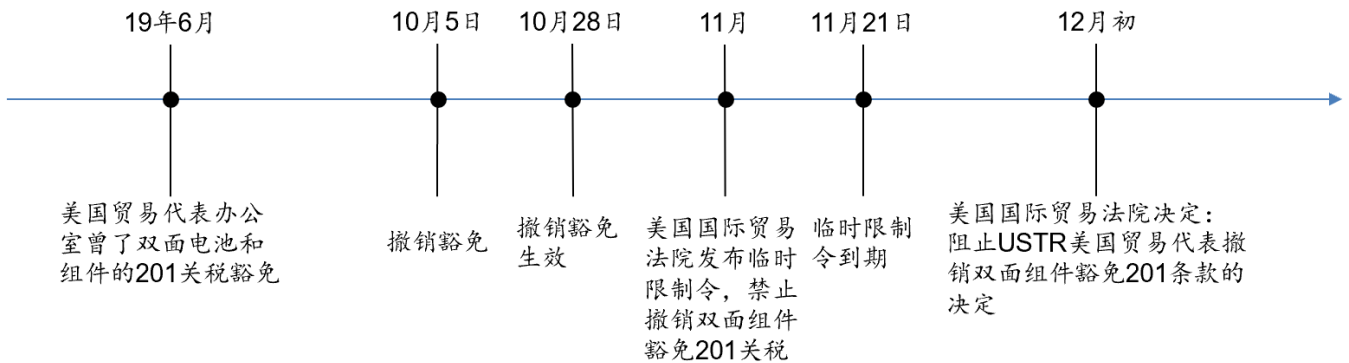 19年6月
10月5日
10月28日
11月
11月21日
12月初
美国贸易代表办公
室曾了双面电池和
组件的201关税豁免
撤销豁免
撤销豁免
生效
美国国际贸易
法院发布临时
限制令，禁止
撤销双面组件
豁免201关税
临时限制
令到期
美国国际贸易法院决定：
阻止USTR美国贸易代表撤
销双面组件豁免201条款的
决定